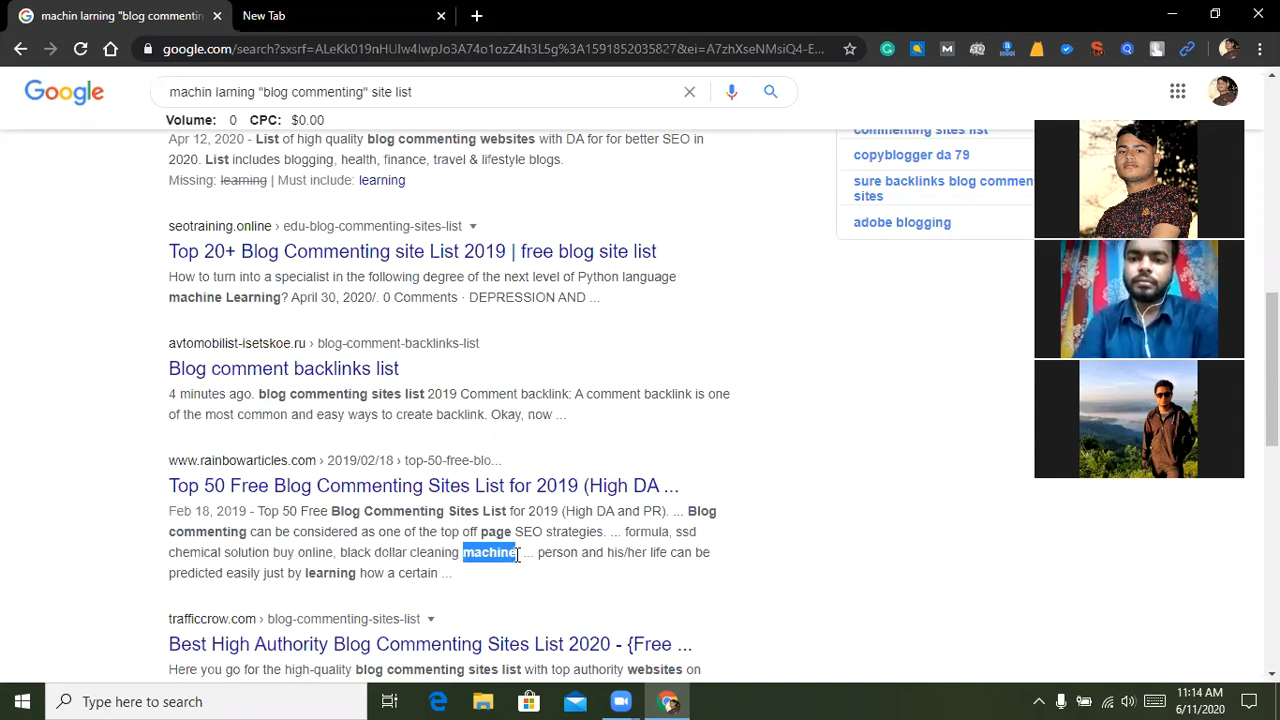 machin larning "blog commentin
New Tab
google.com/search?sxsrf=ALeKk019nHUIw4lwpJo3A74o1ozZ4h3L5g%3A1591852035827&ei=A7zhXseNMsiQ4-E...
Google
machin larning "blog commenting" site list
Volume: 0 CPC: $0.00
Apr 12, 2020 - List of high quality blog commenting websites with DA for for better SEO in
2020. List includes blogging, health, finance, travel & lifestyle blogs.
Missing: learning | Must include: learning
setraining.online › edu-blog-commenting-sites-list
Top 20+ Blog Commenting site List 2019 | free blog site list
How to turn into a specialist in the following degree of the next level of Python language
machine Learning? April 30, 2020/. 0 Comments · DEPRESSION AND ...
avtomobilist-isetskoe.ru › blog-comment-backlinks-list
Blog comment backlinks list
4 minutes ago. blog commenting sites list 2019 Comment backlink: A comment backlink is one
of the most common and easy ways to create backlink. Okay, now ...
www.rainbowarticles.com › 2019/02/18 › top-50-free-blo...
Top 50 Free Blog Commenting Sites List for 2019 (High DA ...
Feb 18, 2019 - Top 50 Free Blog Commenting Sites List for 2019 (High DA and PR). ... Blog
commenting can be considered as one of the top off page SEO strategies. ... formula, ssd
chemical solution buy online, black dollar cleaning machine ... person and his/her life can be
predicted easily just by learning how a certain ...
trafficcrow.com › blog-commenting-sites-list
Best High Authority Blog Commenting Sites List 2020 - {Free ...
Here you go for the high-quality blog commenting sites list with top authority websites on
commenting sites list
copyblogger da 79
sure backlinks blog commen
sites
adobe blogging
Type here to search
11:14 AM
6/11/2020